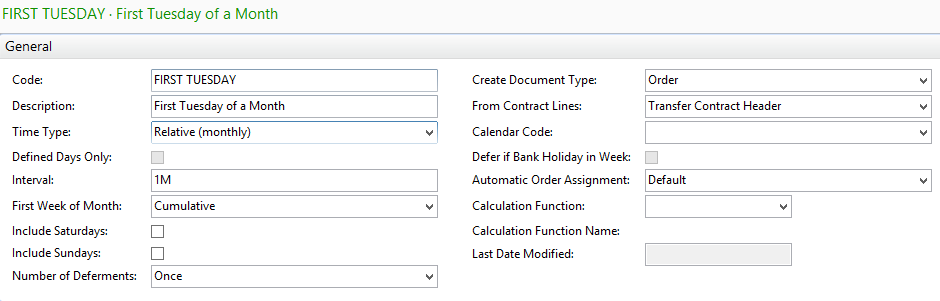 FIRST TUESDAY · First Tuesday of a Month
General
Code: FIRST TUESDAY
Description: First Tuesday of a Month
Time Type: Relative (monthly)
Defined Days Only:
Interval: 1M
First Week of Month: Cumulative
Include Saturdays:
Include Sundays:
Number of Deferments: Once
Create Document Type: Order
From Contract Lines: Transfer Contract Header
Calendar Code:
Defer if Bank Holiday in Week:
Automatic Order Assignment: Default
Calculation Function:
Calculation Function Name:
Last Date Modified: